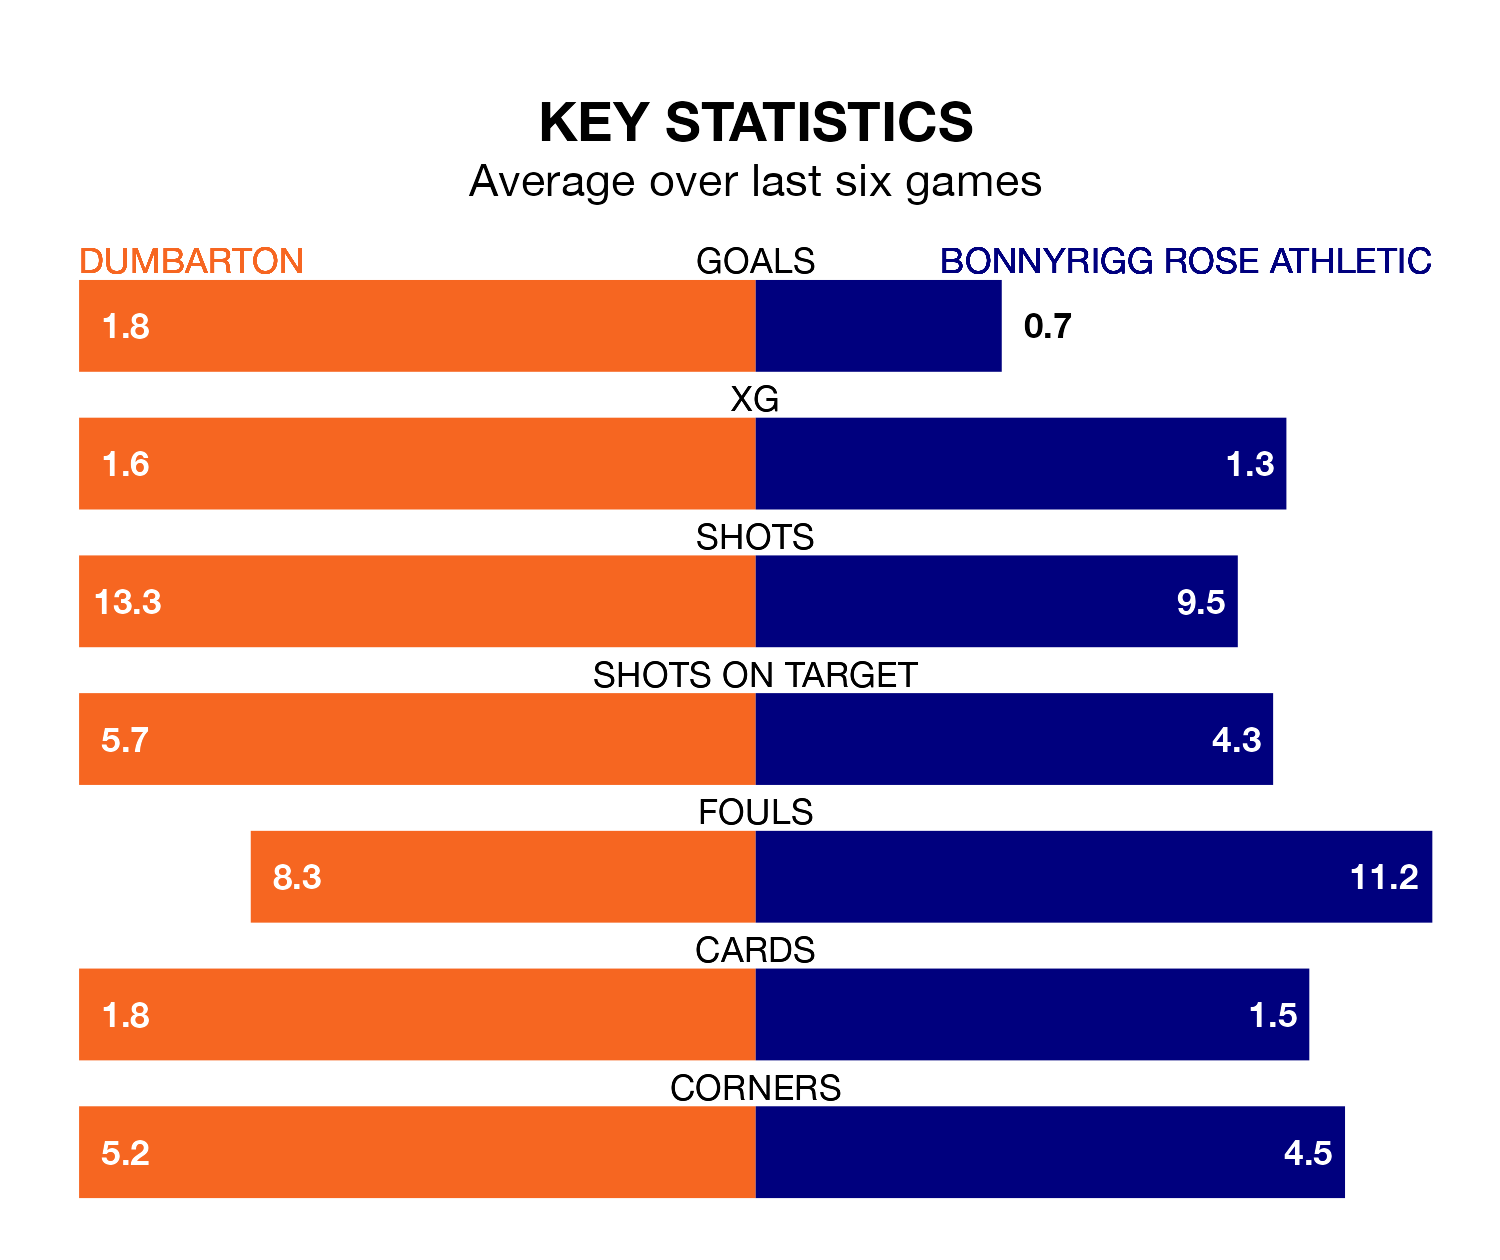 KEY STATISTICS
Average over last six games
DUMBARTON GOALS BONNYRIGG ROSE ATHLETIC
1.8 0.7
XG
1.6 1.3
SHOTS
13.3 9.5
SHOTS ON TARGET
5.7 4.3
FOULS
8.3 11.2
CARDS
1.8 1.5
CORNERS
5.2 4.5